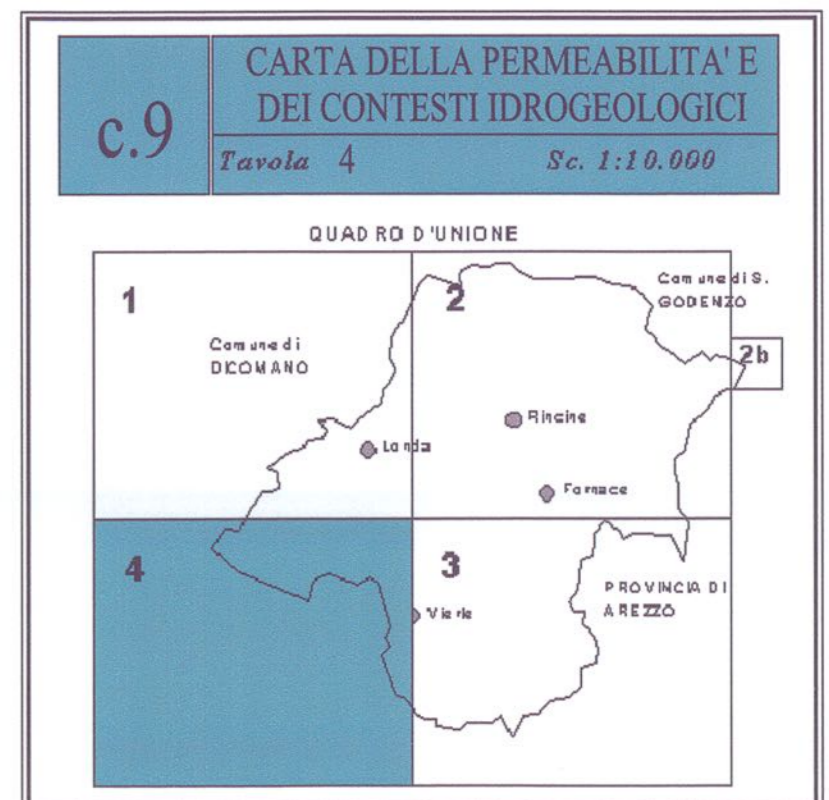 c.9
CARTA DELLA PERMEABILITA' E
DEI CONTESTI IDROGEOLOGICI
Tavola 4 Sc. 1:10.000
QUADRO D'UNIONE
1
2
Comune di S.
GODENZO
Comune di
DICOMANO
2b
Rincine
Londa
Fornace
4
3
PROVINCIA DI
AREZZO
Vierle